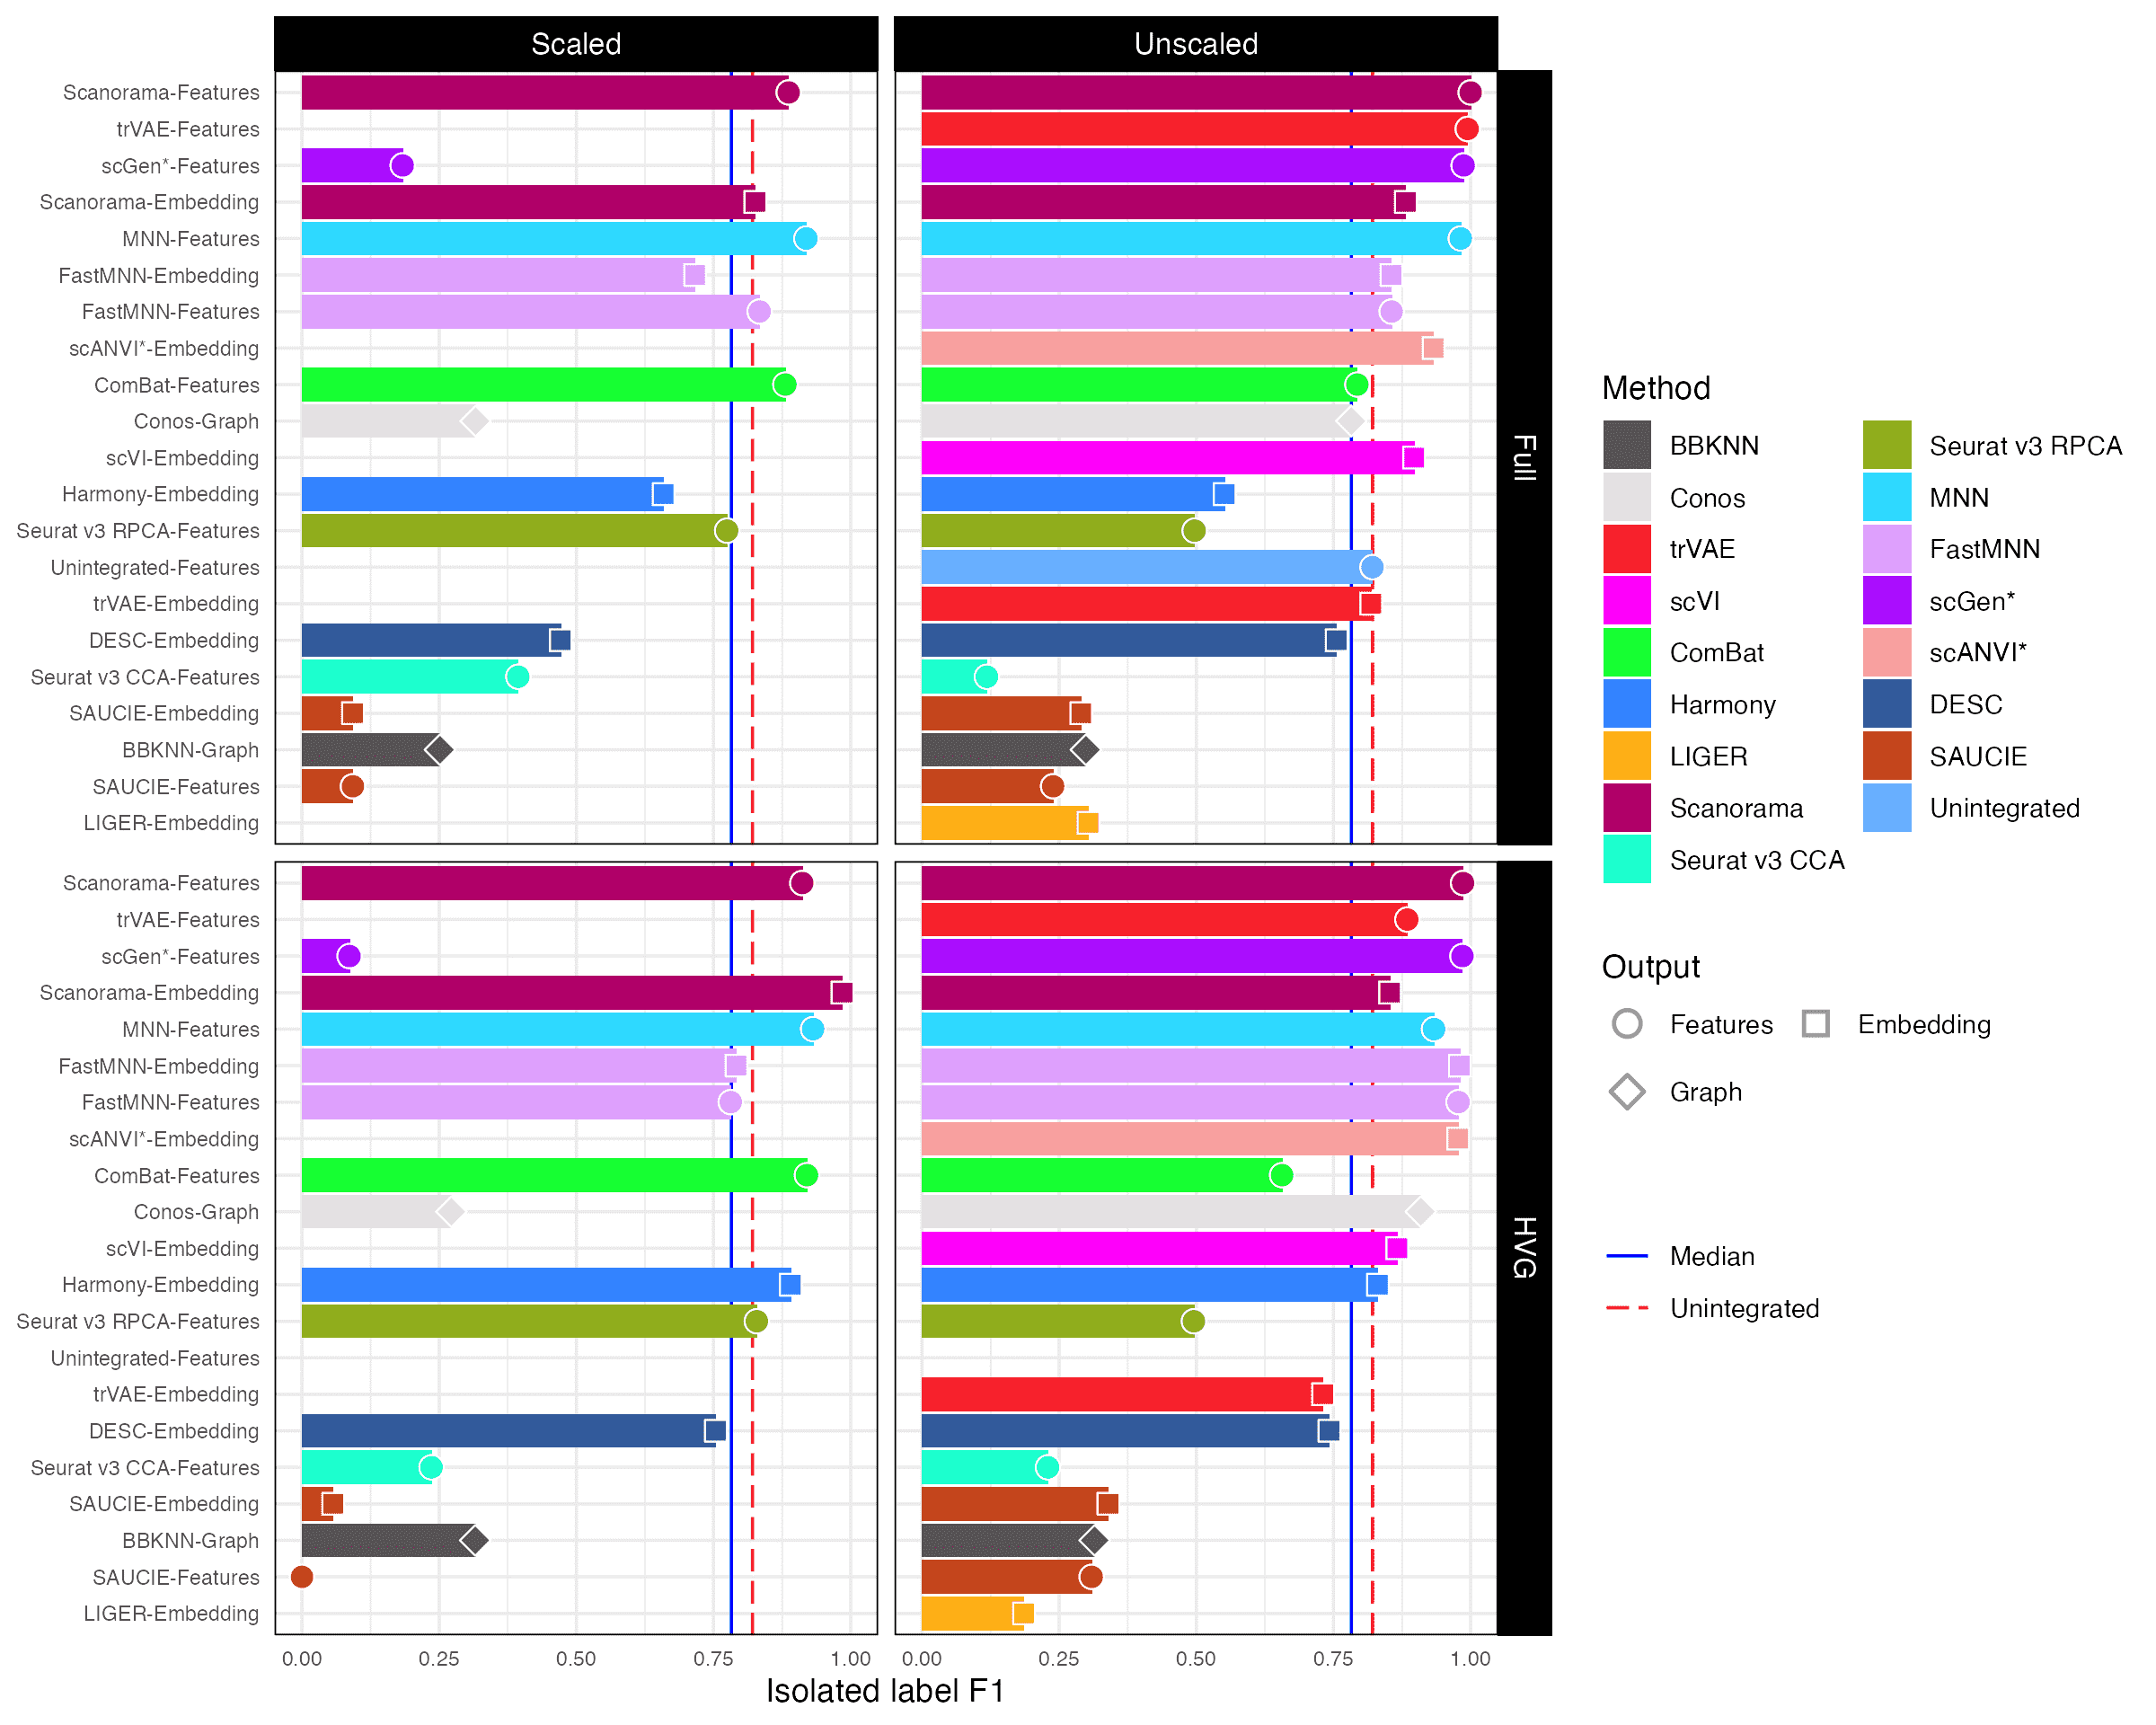 Scaled
Unscaled
Scanorama-Features
trVAE-Features
scGen*-Features
Scanorama-Embedding
MNN-Features
FastMNN-Embedding
FastMNN-Features
scANVI*-Embedding
ComBat-Features
Conos-Graph
scVI-Embedding
Harmony-Embedding
Seurat v3 RPCA-Features
Unintegrated-Features
trVAE-Embedding
DESC-Embedding
Seurat v3 CCA-Features
SAUCIE-Embedding
BBKNN-Graph
SAUCIE-Features
LIGER-Embedding
Full
Scanorama-Features
trVAE-Features
scGen*-Features
Scanorama-Embedding
MNN-Features
FastMNN-Embedding
FastMNN-Features
scANVI*-Embedding
ComBat-Features
Conos-Graph
scVI-Embedding
Harmony-Embedding
Seurat v3 RPCA-Features
Unintegrated-Features
trVAE-Embedding
DESC-Embedding
Seurat v3 CCA-Features
SAUCIE-Embedding
BBKNN-Graph
SAUCIE-Features
LIGER-Embedding
HVG
0.00 0.25 0.50 0.75 1.00
0.00 0.25 0.50 0.75 1.00
Isolated label F1
Method
BBKNN
Conos
trVAE
scVI
ComBat
Harmony
LIGER
Scanorama
Seurat v3 CCA
Seurat v3 RPCA
MNN
FastMNN
scGen*
scANVI*
DESC
SAUCIE
Unintegrated
Output
Features
Embedding
Graph
Median
Unintegrated